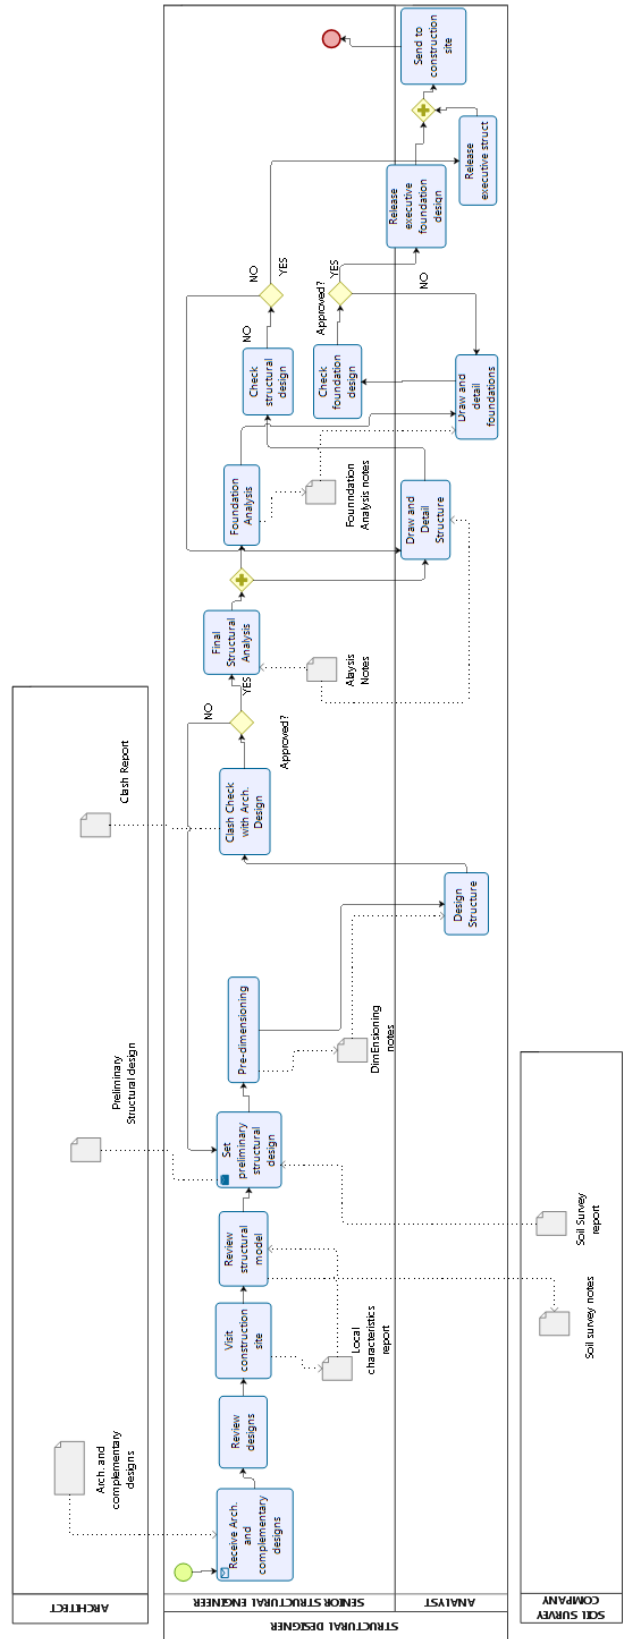 ARCHITECT
STRUCTURAL DESIGNER
SENIOR STRUCTURAL ENGINEER
ANALYST
SOIL SURVEY
COMPANY
Arch. and
complementary
designs
Receive Arch.
and
complementary
designs
Review
designs
Visit
construction
site
Local
characteristics
report
Review
structural
model
Soil survey notes
Soil Survey
report
Set
preliminary
structural
design
Preliminary
Structural design
Pre-dimensioning
DimEnsioning
notes
Design
Structure
Clash Check
with Arch.
Design
Clash Report
Approved?
NO
YES
Final
Structural
Analysis
Alaysis
Notes
Foundation
Analysis
Founndation
Analysis notes
Draw and
Detail
Structure
Check
structural
design
NO
NO
YES
Check
foundation
design
Approved?
YES
NO
Draw and
detail
foundations
Release
executive
foundation
design
Release
executive struct
Send to
construction
site